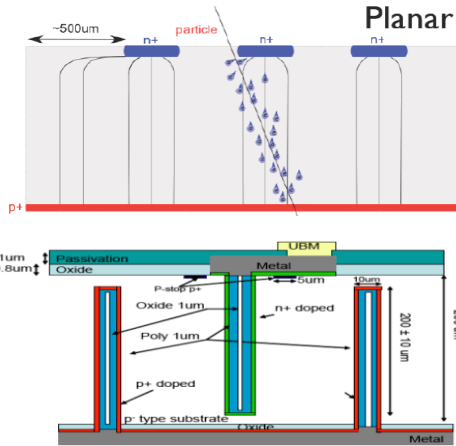 Planar
~500um
n+
particle
n+
n+
p+
UBM
1um
Passivation
Metal
0.8um
Oxide
P-stop p+
5um
10um
Oxide 1um
n+ doped
Poly 1um
200 ± 10 um
p+ doped
p- type substrate
Oxide
Metal